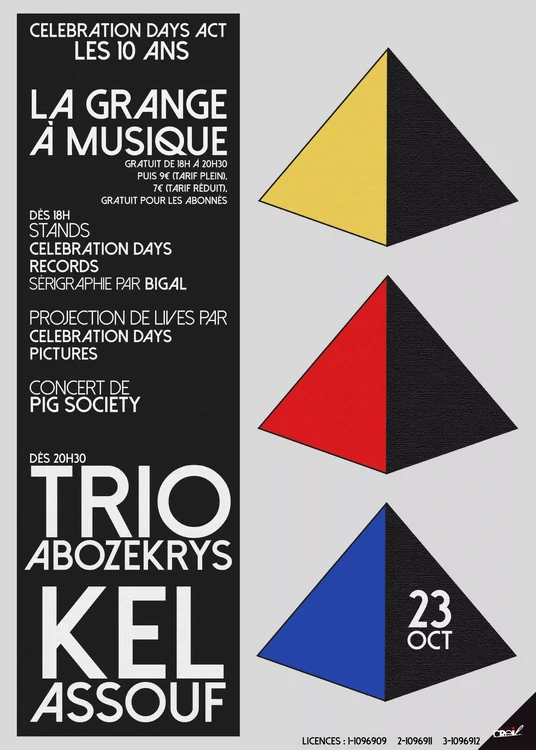 CELEBRATION DAYS ACT
LES 10 ANS
LA GRANGE
À MUSIQUE
GRATUIT DE 18H À 20H30
PUIS 9€ (TARIF PLEIN),
7€ (TARIF RÉDUIT),
GRATUIT POUR LES ABONNÉS
DÈS 18H
STANDS
CELEBRATION DAYS
RECORDS
SÉRIGRAPHIE PAR BIGAL
PROJECTION DE LIVES PAR
CELEBRATION DAYS
PICTURES
CONCERT DE
PIG SOCIETY
DÈS 20H30
TRIO
ABOZEKRYS
KEL
ASSOUF
23
OCT
LICENCES : 1-1096909 2-1096911 3-1096912
Creil